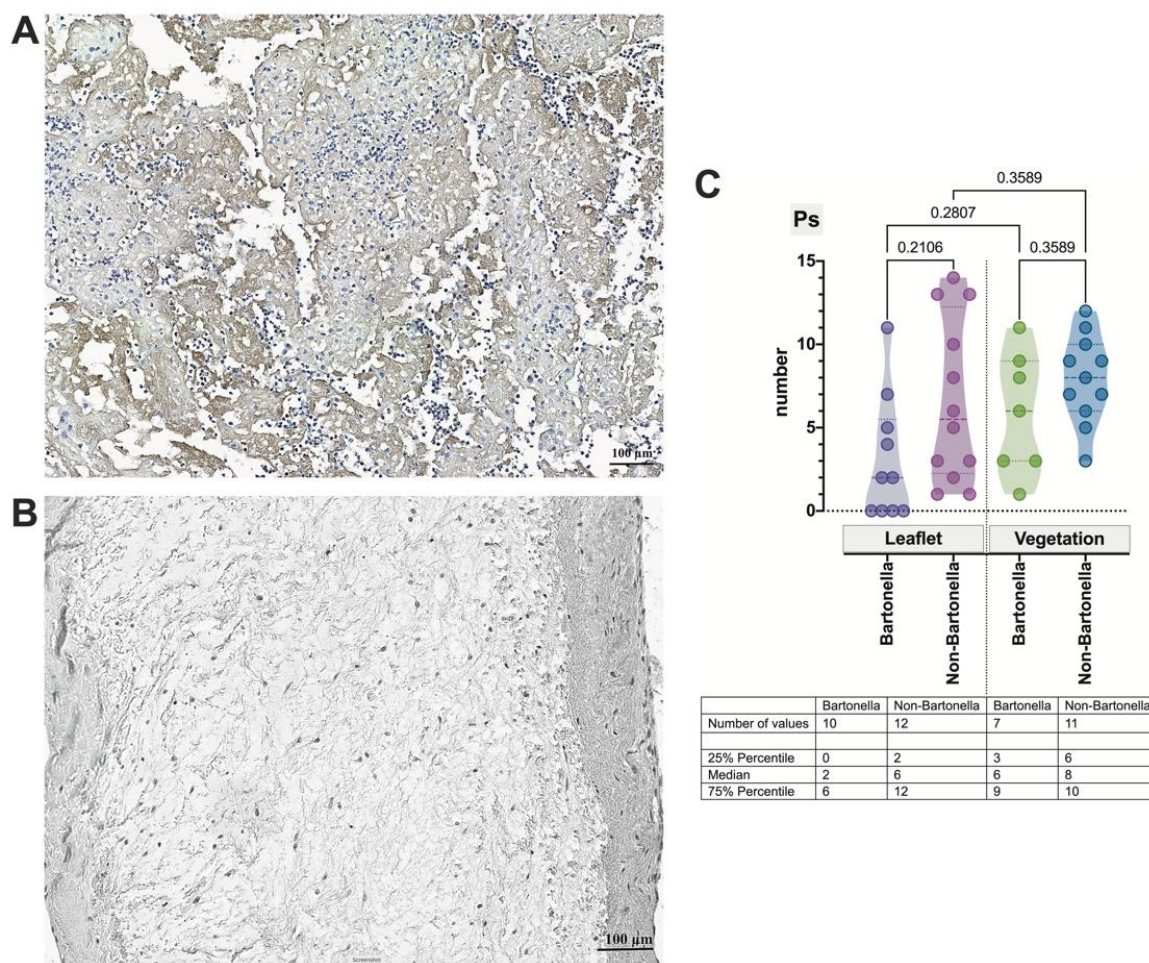 A
100 µm
B
100 µm
Screenshot
C
0.3589
Ps
0.2807
0.2106
0.3589
15
10
5
0
number
Leaflet
Vegetation
Bartonella
Non-Bartonella
Bartonella
Non-Bartonella
Bartonella Non-Bartonella Bartonella Non-Bartonella
Number of values 10 12 7 11
25% Percentile 0 2 3 6
Median 2 6 6 8
75% Percentile 6 12 9 10